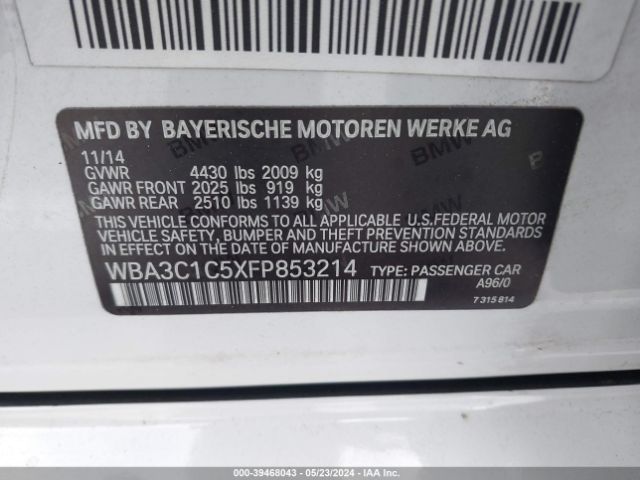 MFD BY BAYERISCHE MOTOREN WERKE AG
11/14
GVWR 4430 lbs 2009 kg
GAWR FRONT 2025 lbs 919 kg
GAWR REAR 2510 lbs 1139 kg
THIS VEHICLE CONFORMS TO ALL APPLICABLE U.S.FEDERAL MOTOR
VEHICLE SAFETY, BUMPER AND THEFT PREVENTION STANDARDS IN
EFFECT ON THE DATE OF MANUFACTURE SHOWN ABOVE.
WBA3C1C5XFP853214 TYPE: PASSENGER CAR
A96/0
7 315 814
000-39468043 - 05/23/2024 - IAAI.COM